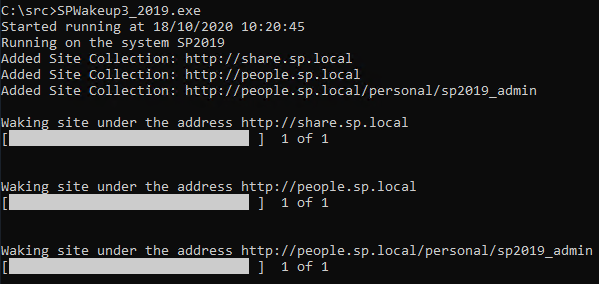 C:\src>SPWakeup3_2019.exe
Started running at 18/10/2020 10:20:45
Running on the system SP2019
Added Site Collection: http://share.sp.local
Added Site Collection: http://people.sp.local
Added Site Collection: http://people.sp.local/personal/sp2019_admin
Waking site under the address http://share.sp.local
[ ] 1 of 1
Waking site under the address http://people.sp.local
[ ] 1 of 1
Waking site under the address http://people.sp.local/personal/sp2019_admin
[ ] 1 of 1